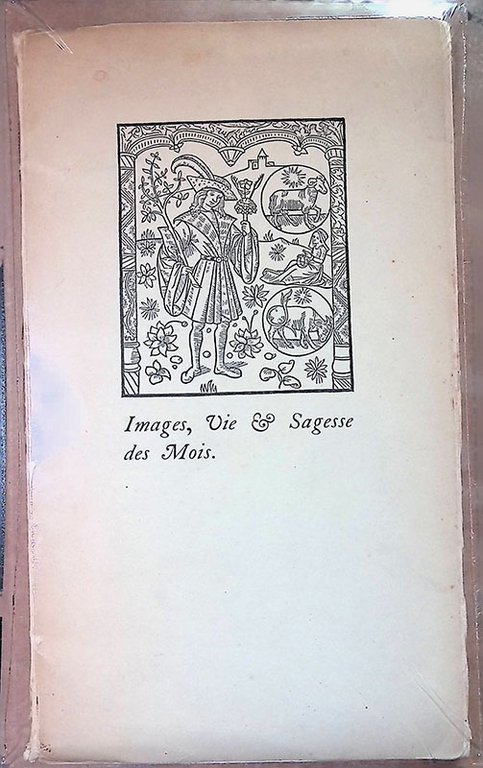 Images, Vie & Sagesse
des Mois.